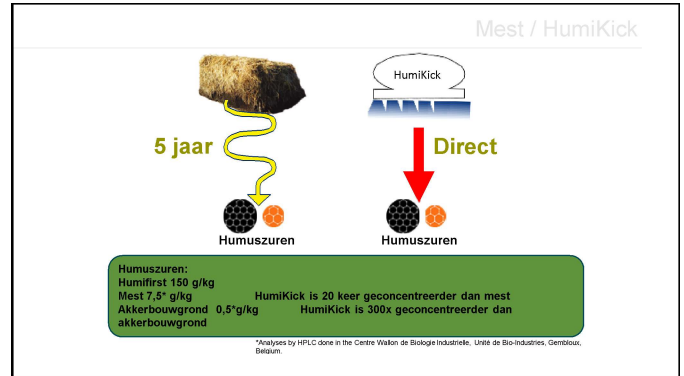 Mest / HumiKick
HumiKick
5 jaar
Direct
Humuszuren
Humuszuren
Humuszuren:
Humifirst 150 g/kg
Mest 7,5* g/kg HumiKick is 20 keer geconcentreerder dan mest
Akkerbouwgrond 0,5*g/kg HumiKick is 300x geconcentreerder dan
akkerbouwgrond
*Analyses by HPLC done in the Centre Wallon de Biologie Industrielle, Unité de Bio-Industries, Gembloux,
Belgium.